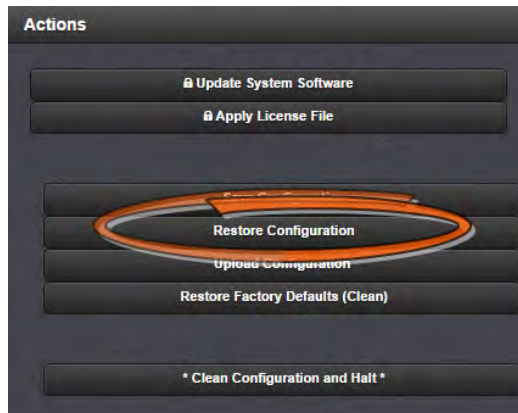 Actions
Update System Software
Apply License File
Restore Configuration
Upload Configuration
Restore Factory Defaults (Clean)
* Clean Configuration and Halt *